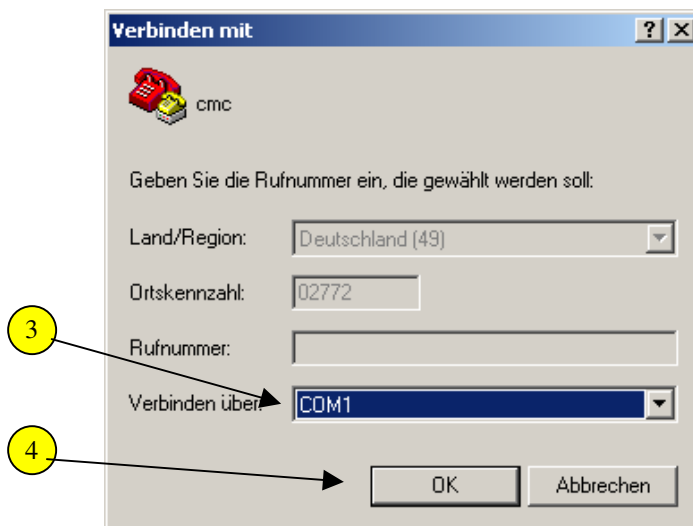 Verbinden mit
cmc
Geben Sie die Rufnummer ein, die gewählt werden soll:
Land/Region: Deutschland (49)
Ortskennzahl: 02772
3
Rufnummer:
Verbinden über: COM1
4
OK Abbrechen